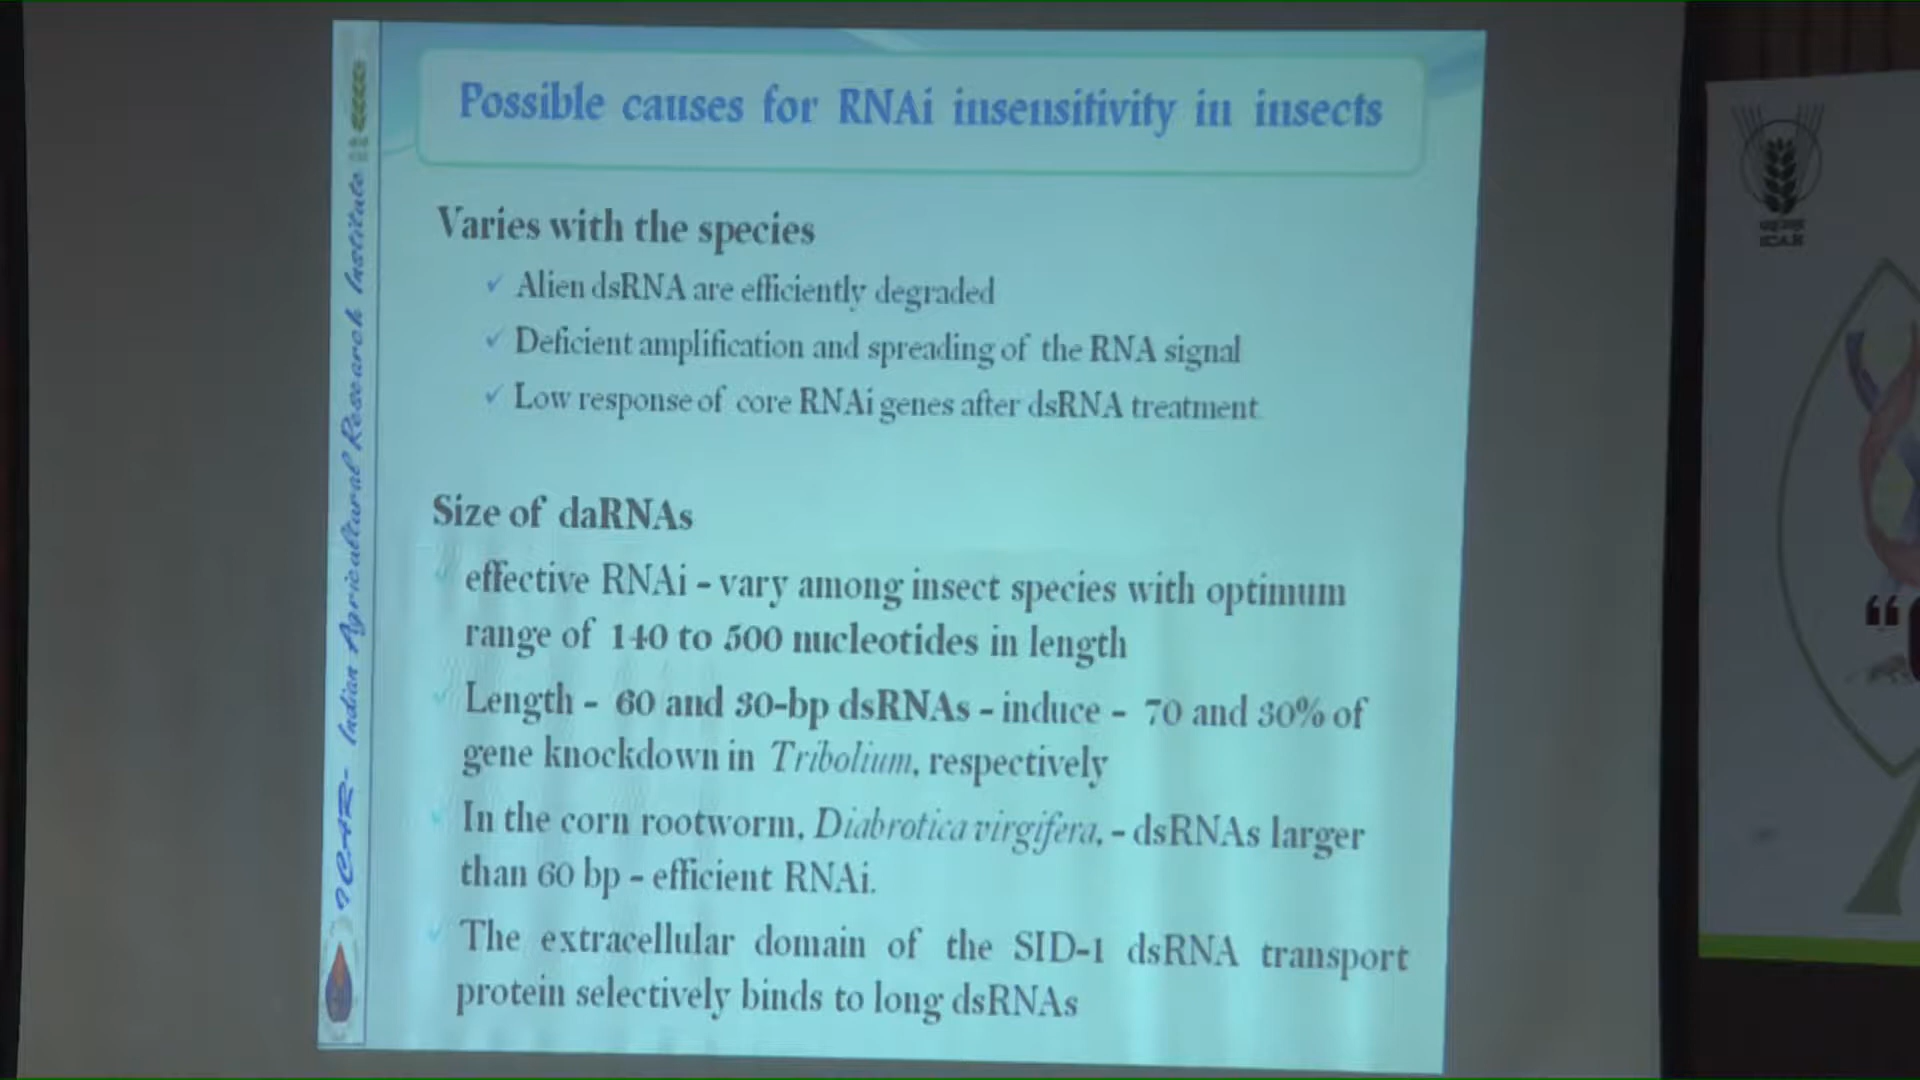 Possible causes for RNAi insensitivity in insects
Varies with the species
✓ Alien dsRNA are efficiently degraded
✓ Deficient amplification and spreading of the RNA signal
✓ Low response of core RNAi genes after dsRNA treatment
Size of daRNAs
✓ effective RNAi – vary among insect species with optimum
range of 140 to 500 nucleotides in length
✓ Length – 60 and 30-bp dsRNAs – induce – 70 and 30% of
gene knockdown in Tribolium, respectively
✓ In the corn rootworm, Diabrotica virgifera, – dsRNAs larger
than 60 bp – efficient RNAi.
✓ The extracellular domain of the SID-1 dsRNA transport
protein selectively binds to long dsRNAs
ICAR- Indian Agricultural Research Institute
ICAR
“